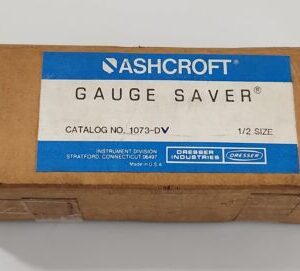 ASHCROFT®
GAUGE SAVER®
CATALOG NO. 1073-DV 1/2 SIZE
INSTRUMENT DIVISION
STRATFORD, CONNECTICUT 06497
Made in U.S.A.
DRESSER
INDUSTRIES
DRESSER